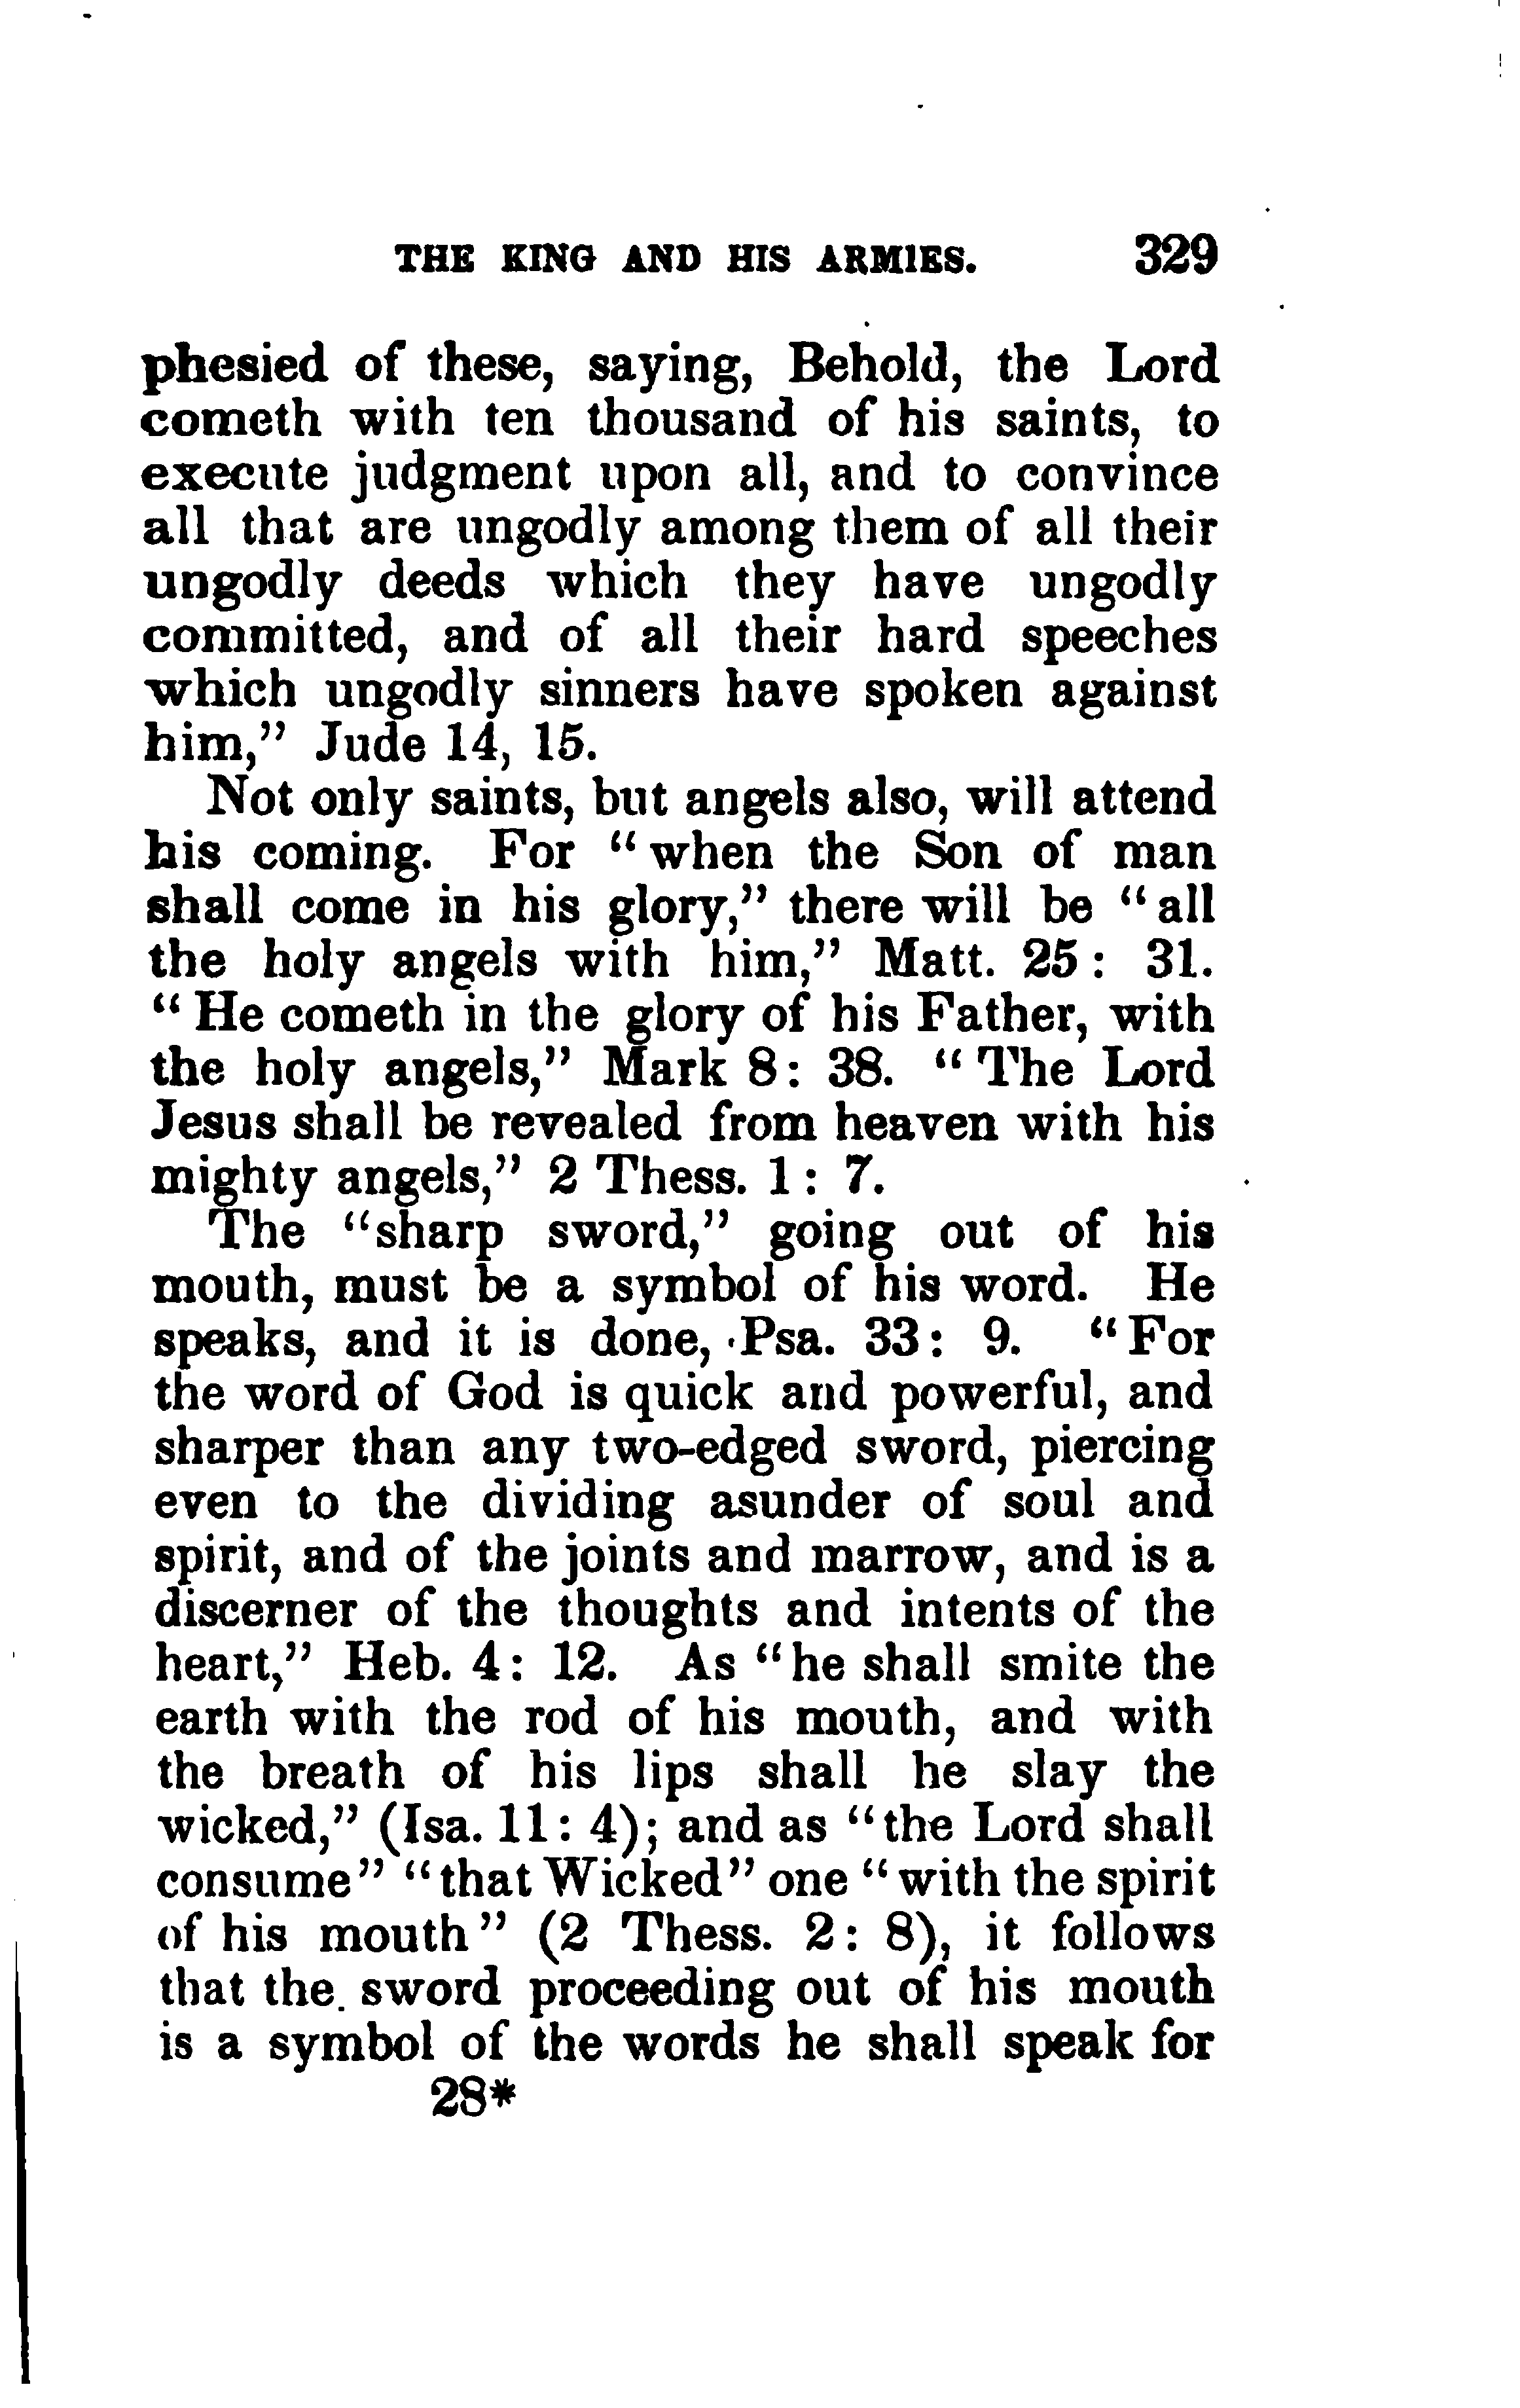 THE KING AND HIS ARMIES. 329
phesied of these, saying, Behold, the Lord
cometh with ten thousand of his saints, to
execute judgment upon all, and to convince
all that are ungodly among them of all their
ungodly deeds which they have ungodly
committed, and of all their hard speeches
which ungodly sinners have spoken against
him,” Jude 14, 15.
Not only saints, but angels also, will attend
his coming. For “when the Son of man
shall come in his glory,” there will be “all
the holy angels with him,” Matt. 25: 31.
“He cometh in the glory of his Father, with
the holy angels,” Mark 8: 38. “The Lord
Jesus shall be revealed from heaven with his
mighty angels,” 2 Thess. 1: 7.
The “sharp sword,” going out of his
mouth, must be a symbol of his word. He
speaks, and it is done, Psa. 33: 9. “For
the word of God is quick and powerful, and
sharper than any two-edged sword, piercing
even to the dividing asunder of soul and
spirit, and of the joints and marrow, and is a
discerner of the thoughts and intents of the
heart,” Heb. 4: 12. As “he shall smite the
earth with the rod of his mouth, and with
the breath of his lips shall he slay the
wicked,” (Isa. 11: 4); and as “the Lord shall
consume” “that Wicked” one “with the spirit
of his mouth” (2 Thess. 2: 8), it follows
that the sword proceeding out of his mouth
is a symbol of the words he shall speak for
28*